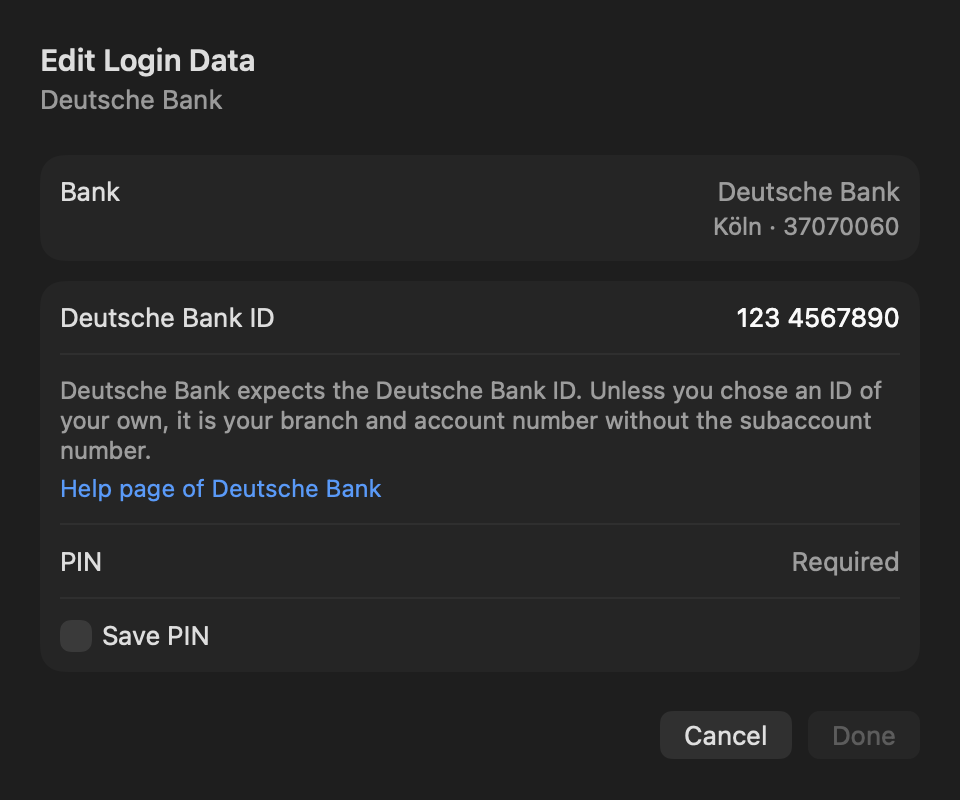 Edit Login Data
Deutsche Bank
Bank
Deutsche Bank
Köln · 37070060
Deutsche Bank ID
123 4567890
Deutsche Bank expects the Deutsche Bank ID. Unless you chose an ID of
your own, it is your branch and account number without the subaccount
number.
Help page of Deutsche Bank
PIN
Required
Save PIN
Cancel
Done